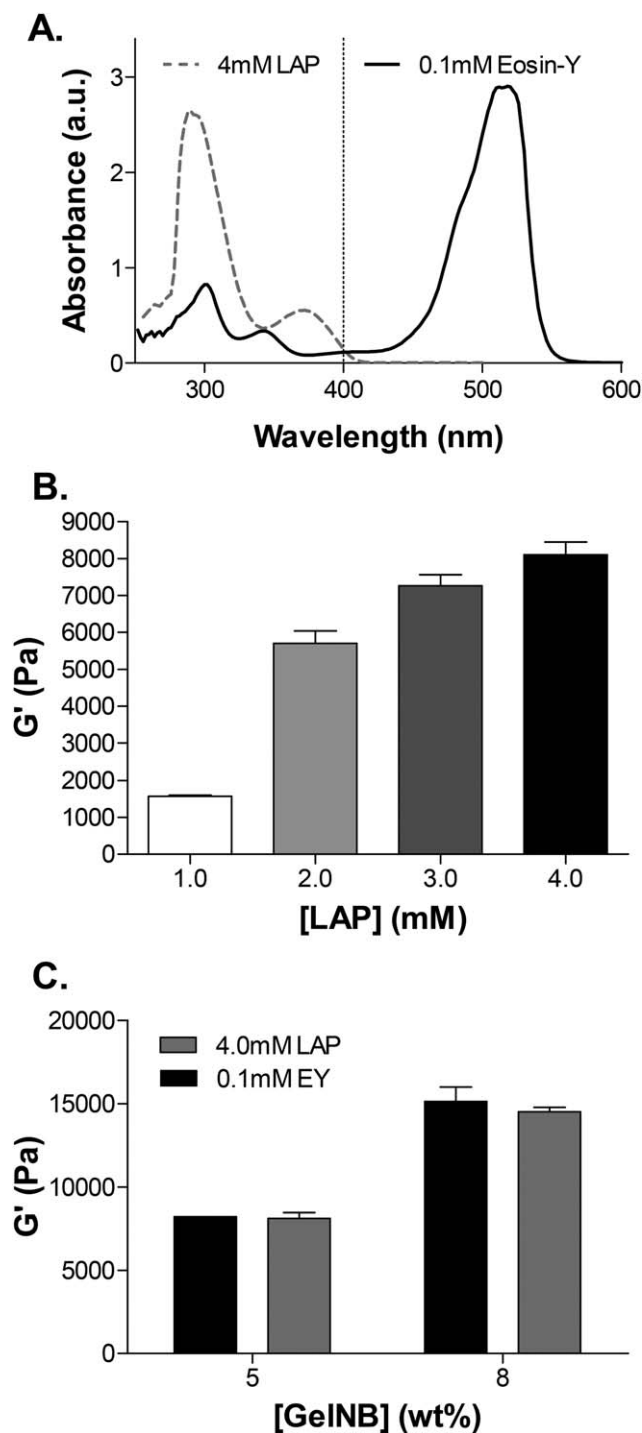 A.
4mM LAP
0.1mM Eosin-Y
Absorbance (a.u.)
3
2
1
0
300
400
500
600
Wavelength (nm)
B.
G' (Pa)
9000
8000
7000
6000
5000
4000
3000
2000
1000
0
1.0
2.0
3.0
4.0
[LAP] (mM)
C.
G' (Pa)
20000
15000
10000
5000
0
4.0mM LAP
0.1mM EY
5
8
[GelNB] (wt%)